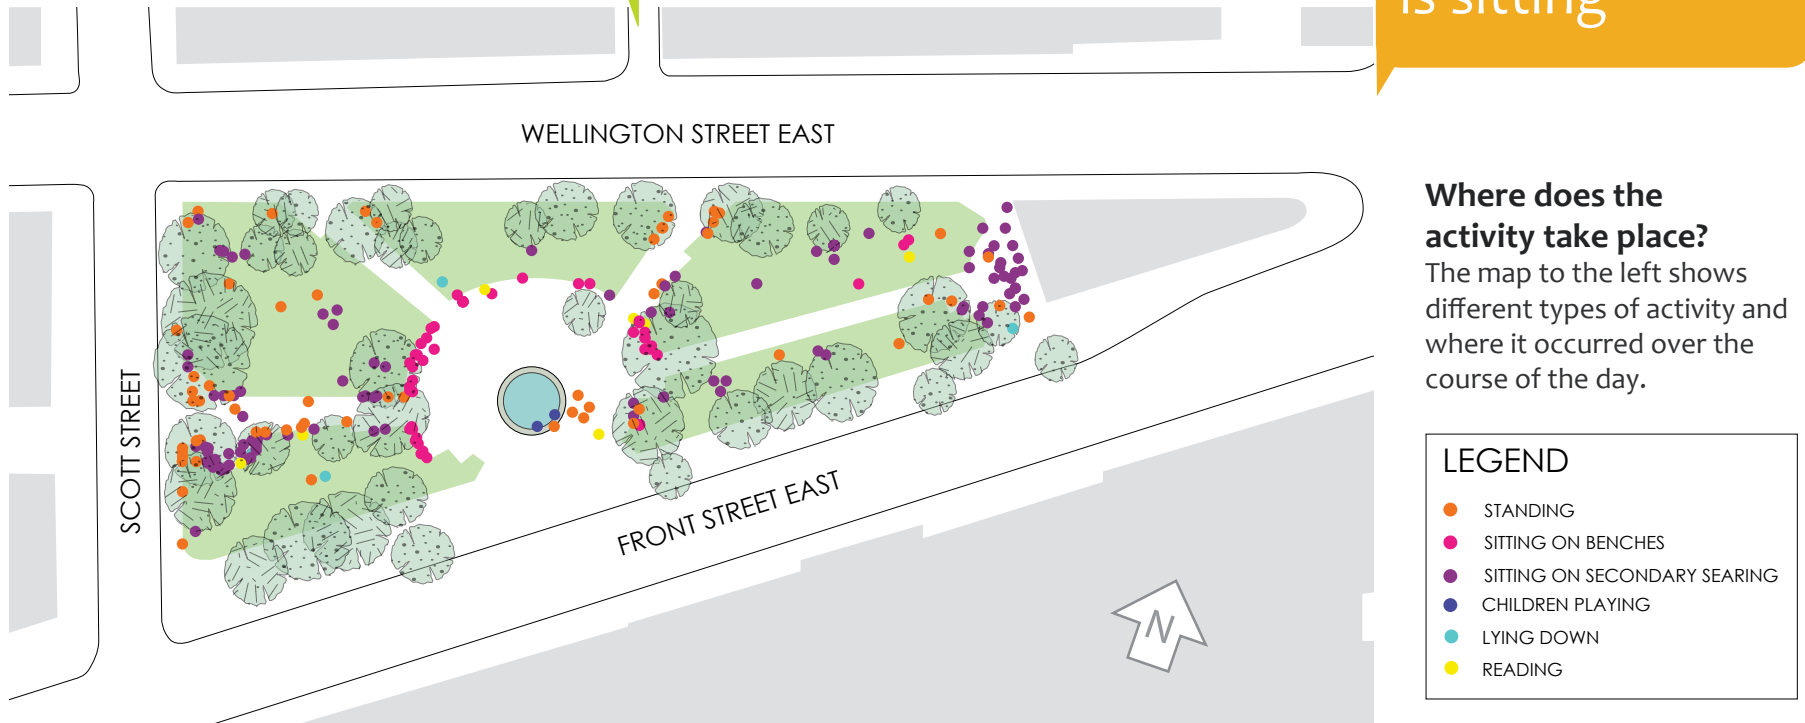 is sitting
WELLINGTON STREET EAST
SCOTT STREET
FRONT STREET EAST
N
Where does the
activity take place?
The map to the left shows
different types of activity and
where it occurred over the
course of the day.
LEGEND
STANDING
SITTING ON BENCHES
SITTING ON SECONDARY SEARING
CHILDREN PLAYING
LYING DOWN
READING